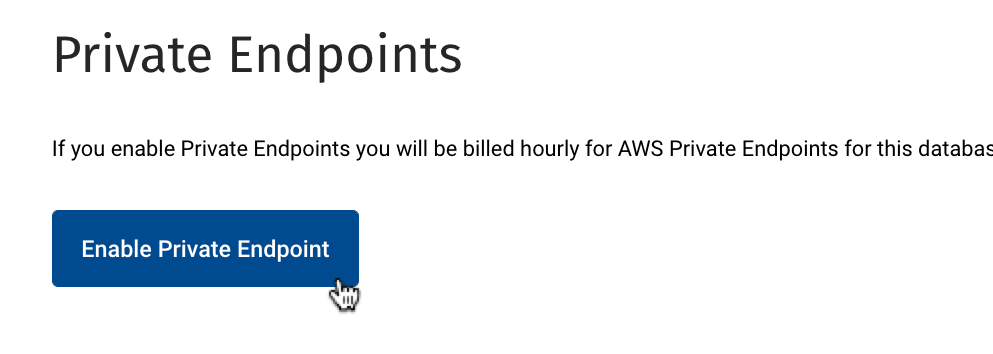 Private Endpoints
If you enable Private Endpoints you will be billed hourly for AWS Private Endpoints for this databas
Enable Private Endpoint